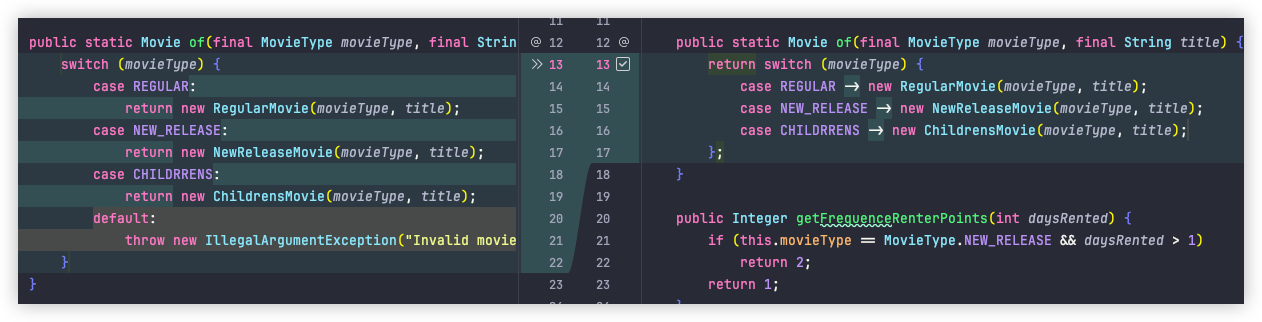 11 11
public static Movie of(final MovieType movieType, final Strin
switch (movieType) {
case REGULAR:
return new RegularMovie(movieType, title);
case NEW_RELEASE:
return new NewReleaseMovie(movieType, title);
case CHILDRRENS:
return new ChildrensMovie(movieType, title);
default:
throw new IllegalArgumentException("Invalid movie
}
}
@ 12 12 @
13 13
14 14
15 15
16 16
17 17
18 18
19 19
20 20
21 21
22 22
23 23
public static Movie of(final MovieType movieType, final String title) {
return switch (movieType) {
case REGULAR -> new RegularMovie(movieType, title);
case NEW_RELEASE -> new NewReleaseMovie(movieType, title);
case CHILDRRENS -> new ChildrensMovie(movieType, title);
};
}
public Integer getFrequenceRenterPoints(int daysRented) {
if (this.movieType == MovieType.NEW_RELEASE && daysRented > 1)
return 2;
return 1;